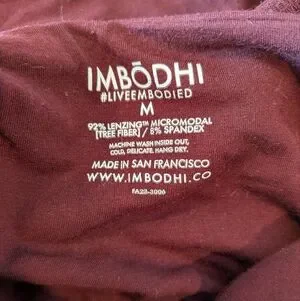 IMBŌDHI
#LIVEEMBODIED
M
92% LENZING™ MICROMODAL
[TREE FIBER] / 8% SPANDEX
MACHINE WASH INSIDE OUT,
COLD, DELICATE. HANG DRY.
MADE IN SAN FRANCISCO
WWW.IMBODHI.CO
FA22-3006